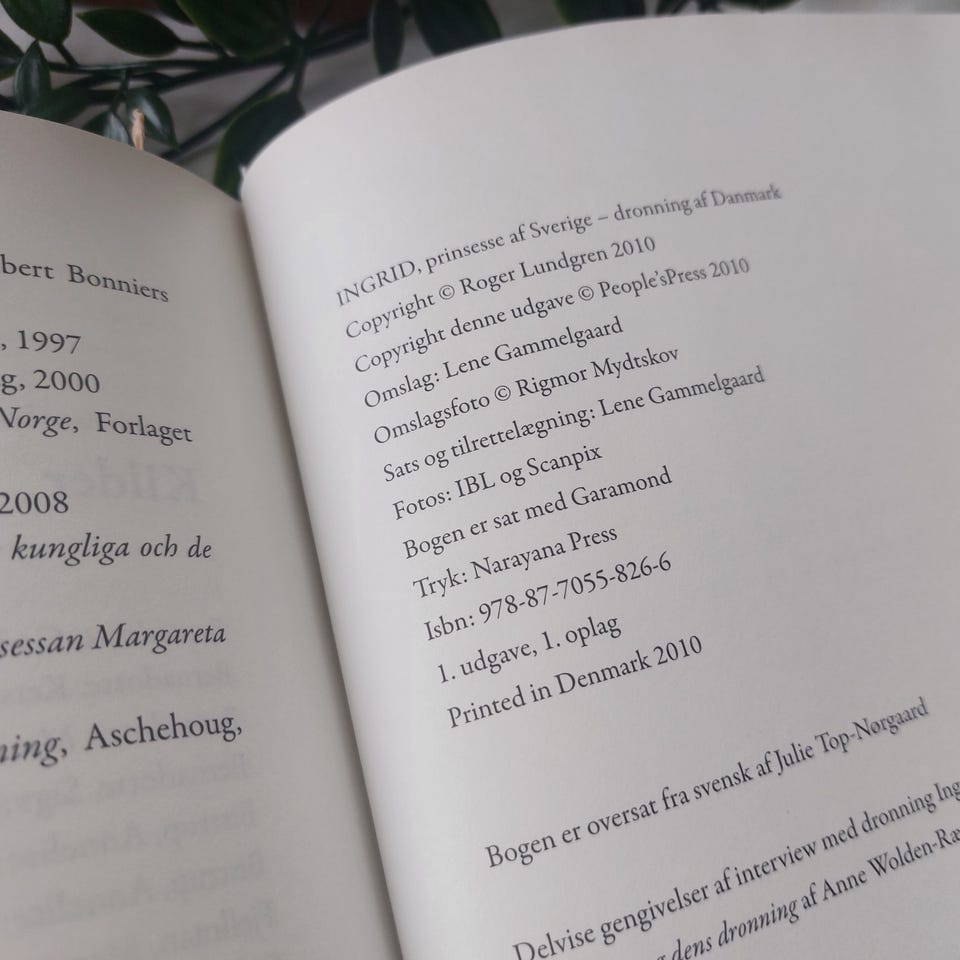 bert Bonniers
, 1997
g, 2000
Norge, Forlaget
2008
kungliga och de
sessan Margareta
ning, Aschehoug,
INGRID, prinsesse af Sverige – dronning af Danmark
Copyright © Roger Lundgren 2010
Copyright denne udgave © People'sPress 2010
Omslag: Lene Gammelgaard
Omslagsfoto © Rigmor Mydtskov
Sats og tilrettelægning: Lene Gammelgaard
Fotos: IBL og Scanpix
Bogen er sat med Garamond
Tryk: Narayana Press
Isbn: 978-87-7055-826-6
1. udgave, 1. oplag
Printed in Denmark 2010
Bogen er oversat fra svensk af Julie Top-Nørgaard
Delvise gengivelser af interview med dronning Ing
dens dronning af Anne Wolden-Ræ